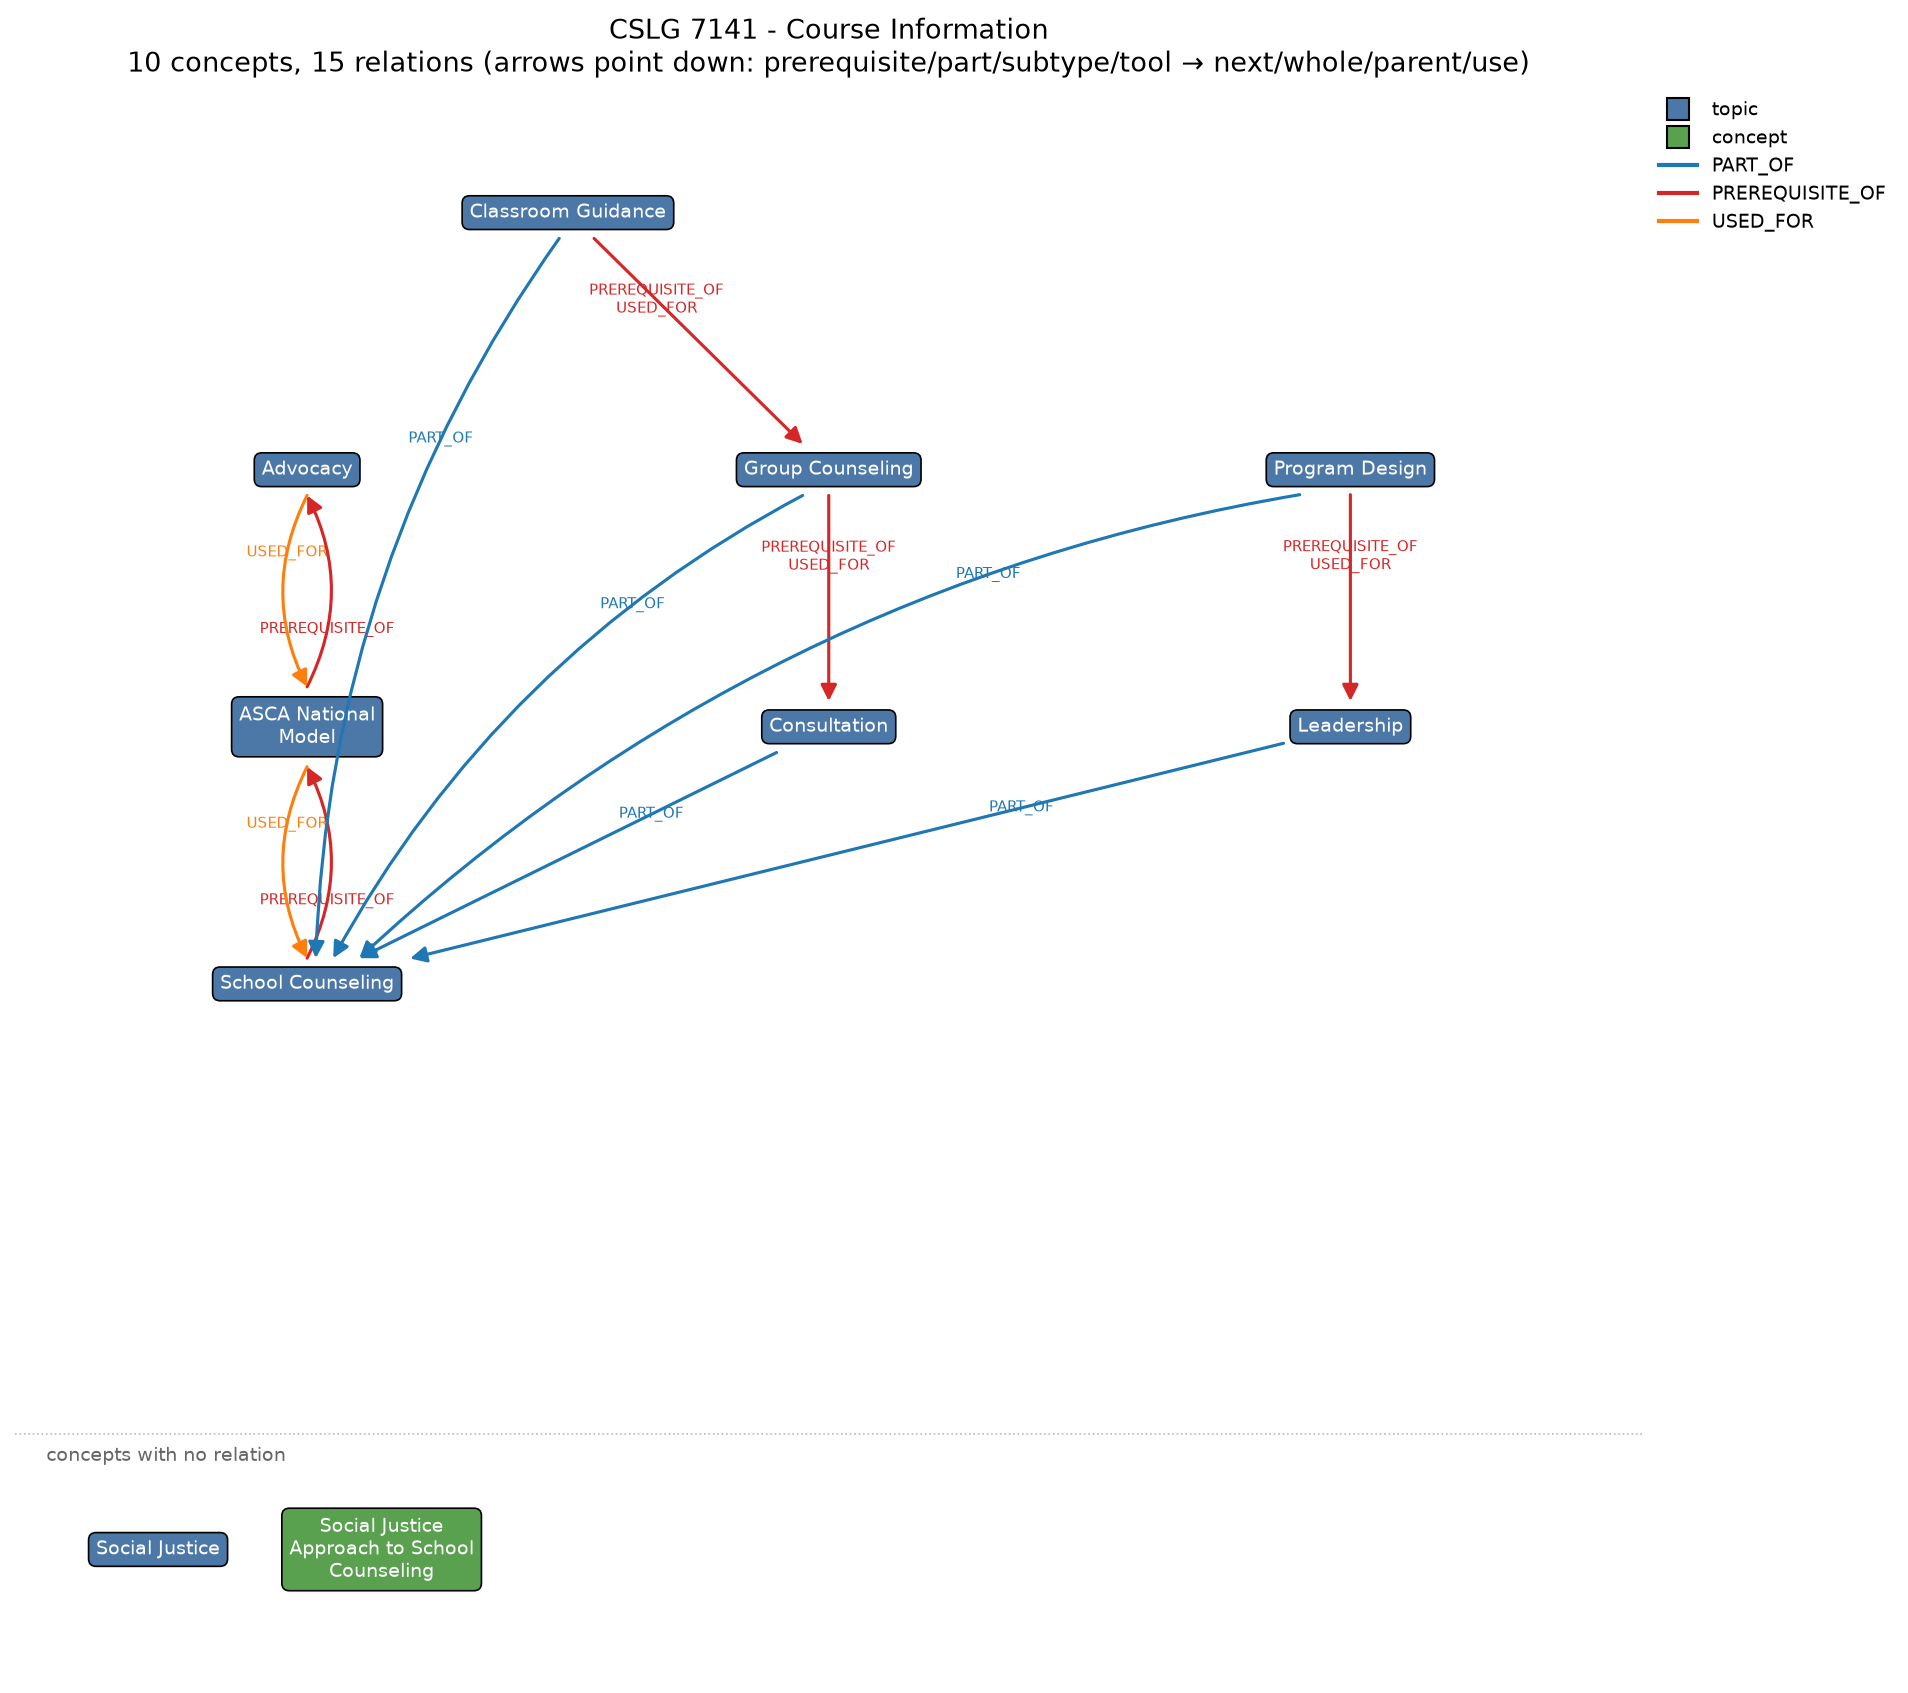 CSLG 7141 - Course Information
10 concepts, 15 relations (arrows point down: prerequisite/part/subtype/tool → next/whole/parent/use)
topic
concept
PART_OF
PREREQUISITE_OF
USED_FOR
Classroom Guidance
PREREQUISITE_OF
USED_FOR
PART_OF
Advocacy
Group Counseling
Program Design
USED_FOR
PREREQUISITE_OF
USED_FOR
PREREQUISITE_OF
USED_FOR
PART_OF
PART_OF
PREREQUISITE_OF
ASCA National
Model
Consultation
Leadership
USED_FOR
PART_OF
PART_OF
PREREQUISITE_OF
School Counseling
concepts with no relation
Social Justice
Social Justice
Approach to School
Counseling